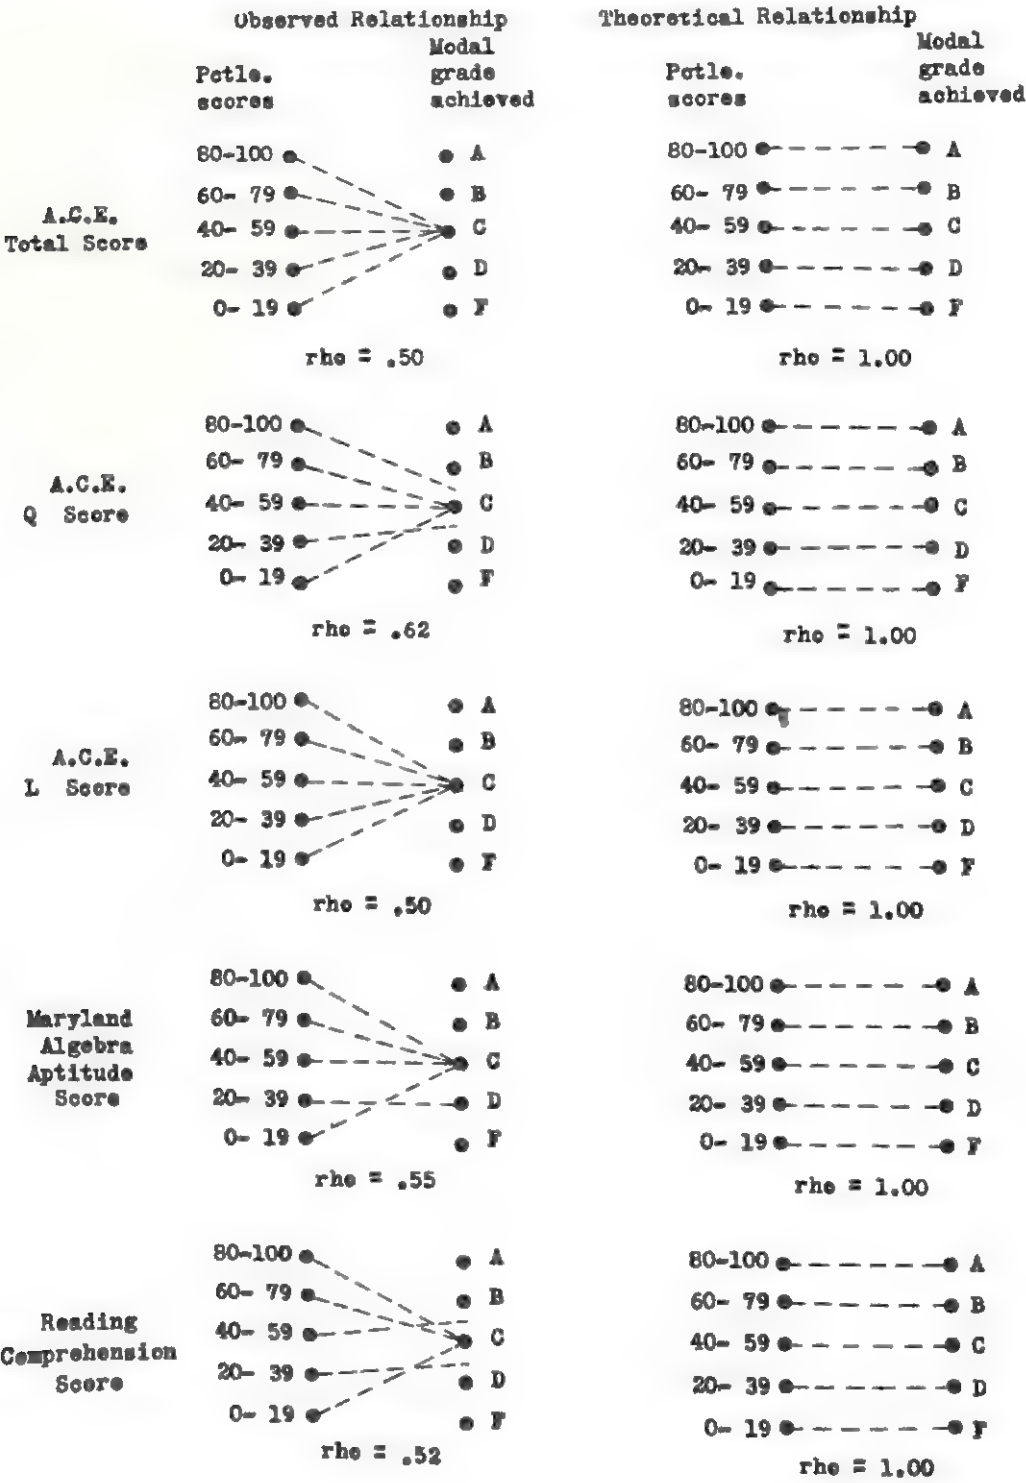 Observed Relationship Theoretical Relationship
Modal Modal
Pctle. grade Pctle. grade
scores achieved scores achieved
80-100 A 80-100 A
60- 79 B 60- 79 B
A.C.E. 40- 59 C 40- 59 C
Total Score 20- 39 D 20- 39 D
0- 19 F 0- 19 F
rho = .50 rho = 1.00
80-100 A 80-100 A
60- 79 B 60- 79 B
A.C.E. 40- 59 C 40- 59 C
Q Score 20- 39 D 20- 39 D
0- 19 F 0- 19 F
rho = .62 rho = 1.00
80-100 A 80-100 A
60- 79 B 60- 79 B
A.C.E. 40- 59 C 40- 59 C
L Score 20- 39 D 20- 39 D
0- 19 F 0- 19 F
rho = .50 rho = 1.00
80-100 A 80-100 A
Maryland 60- 79 B 60- 79 B
Algebra 40- 59 C 40- 59 C
Aptitude 20- 39 D 20- 39 D
Score 0- 19 F 0- 19 F
rho = .55 rho = 1.00
80-100 A 80-100 A
60- 79 B 60- 79 B
Reading 40- 59 C 40- 59 C
Comprehension 20- 39 D 20- 39 D
Score 0- 19 F 0- 19 F
rho = .52 rho = 1.00